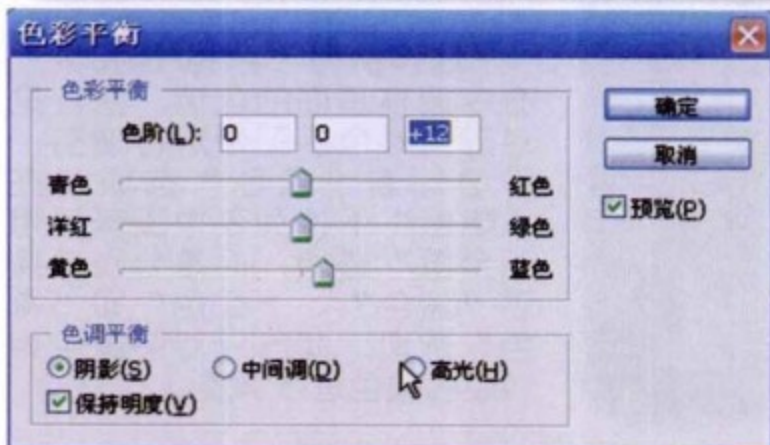 色彩平衡
色彩平衡
色阶(L): 0 0 +12
青色 红色
洋红 绿色
黄色 蓝色
确定
取消
预览(P)
色调平衡
阴影(S) 中间调(D) 高光(H)
保持明度(V)